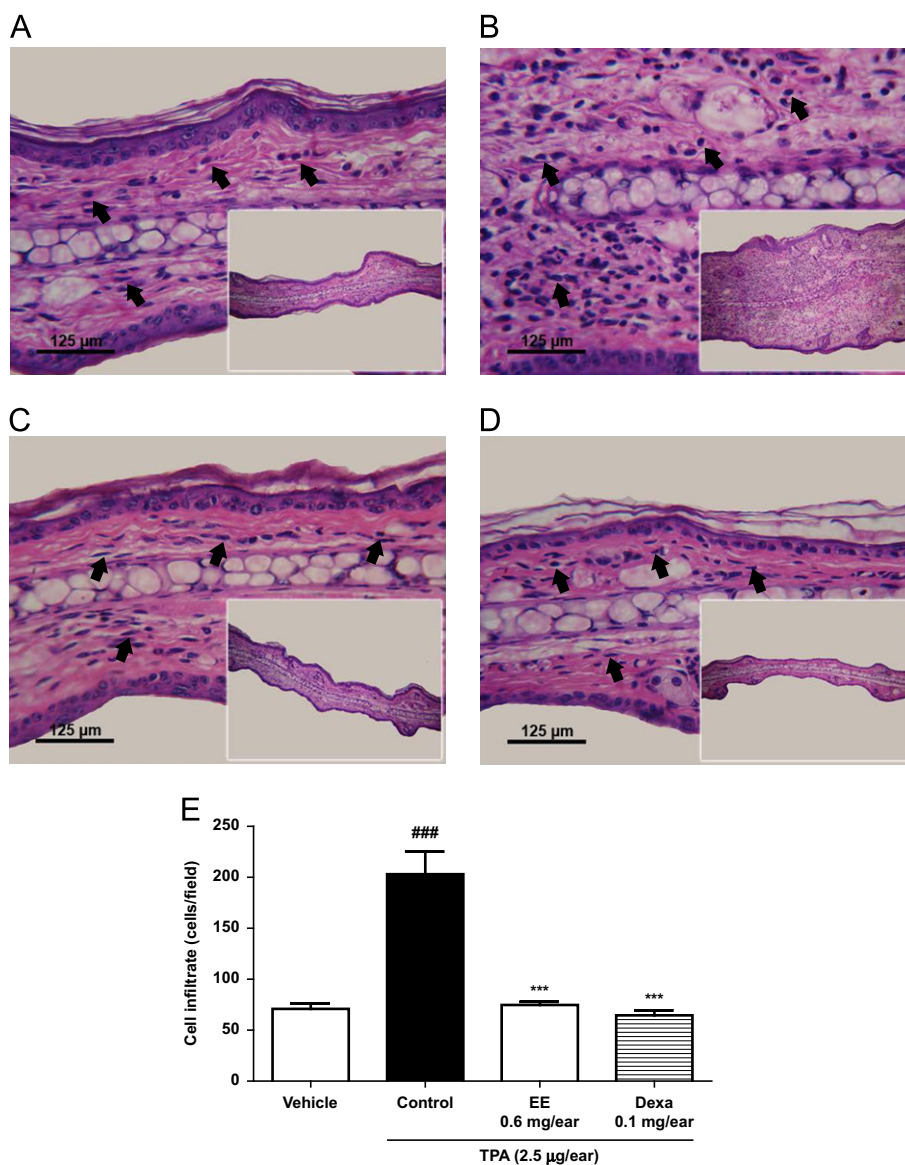 A
B
125 µm
125 µm
C
D
125 µm
125 µm
E
250
200
150
100
50
0
Cell infiltrate (cells/field)
###
***
***
Vehicle
Control
EE
0.6 mg/ear
Dexa
0.1 mg/ear
TPA (2.5 µg/ear)